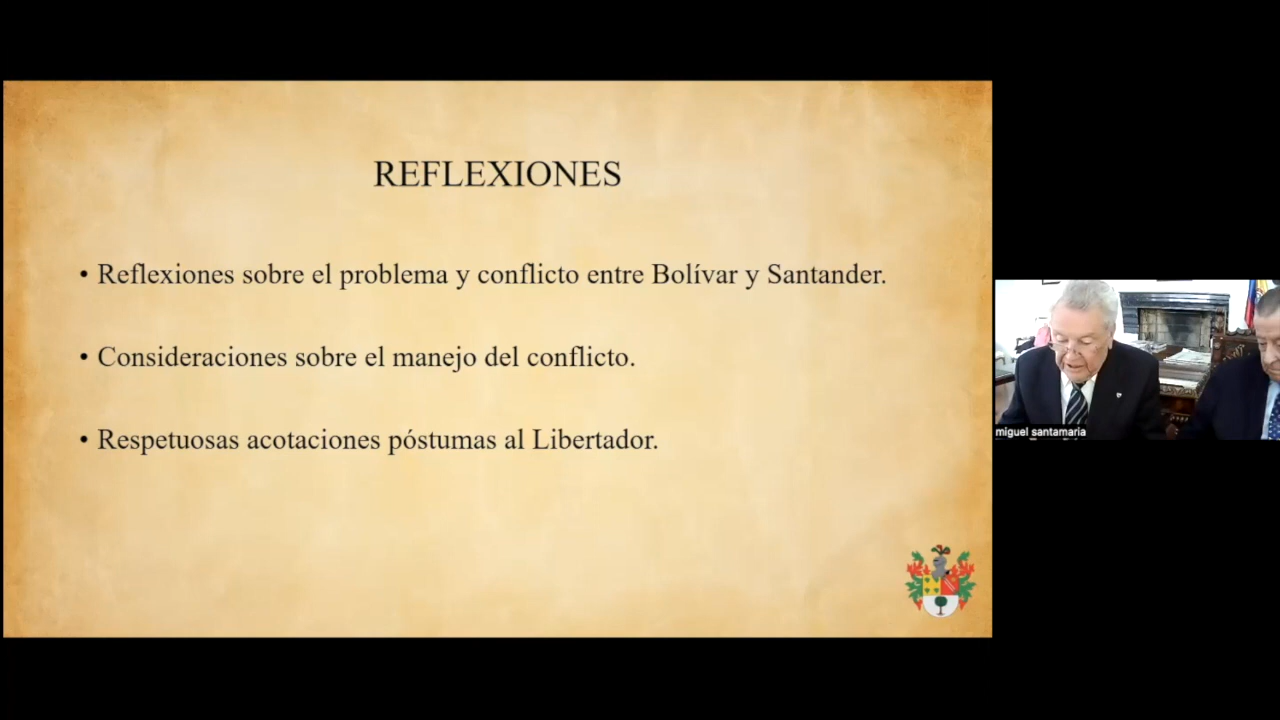 REFLEXIONES
• Reflexiones sobre el problema y conflicto entre Bolívar y Santander.
• Consideraciones sobre el manejo del conflicto.
• Respetuosas acotaciones póstumas al Libertador.
miguel santamaria